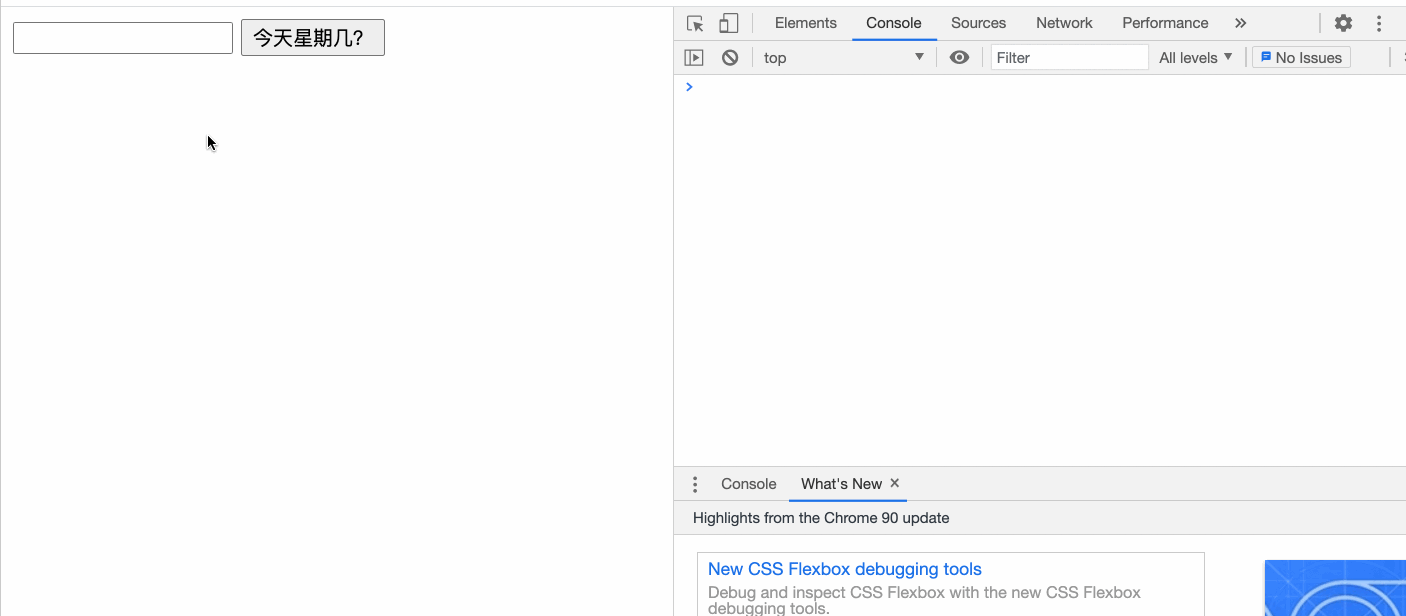 今天星期几?
Elements Console Sources Network Performance »
top Filter All levels No Issues
Console What's New ×
Highlights from the Chrome 90 update
New CSS Flexbox debugging tools
Debug and inspect CSS Flexbox with the new CSS Flexbox
debugging tools.